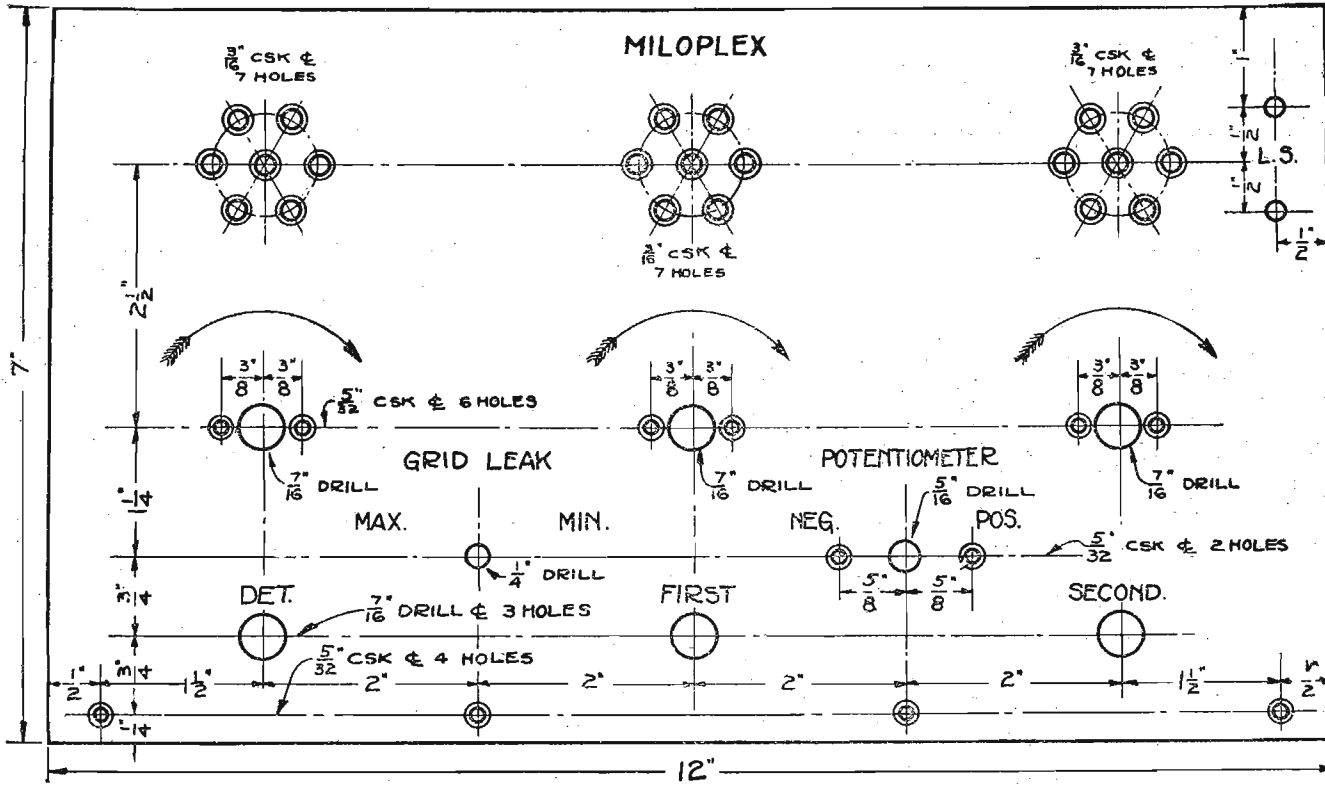 MILOPLEX
3/16" CSK ₵
7 HOLES
3/16" CSK ₵
7 HOLES
1"
1/2"
L.S.
1/2"
1/2"
3/16" CSK ₵
7 HOLES
2 1/2"
7"
3/8" 3/8"
3/8" 3/8"
3/8" 3/8"
5/32" CSK ₵ 6 HOLES
GRID LEAK
POTENTIOMETER
7/16" DRILL
7/16" DRILL
5/16" DRILL
7/16" DRILL
1 1/4"
MAX.
MIN.
NEG.
POS.
5/32" CSK ₵ 2 HOLES
1/4" DRILL
5/8" 5/8"
3/4"
DET.
FIRST
SECOND.
7/16" DRILL ₵ 3 HOLES
5/32" CSK ₵ 4 HOLES
3/4"
1/2" 1 1/2" 2" 2" 2" 2" 1 1/2" 1/2"
1/4"
12"